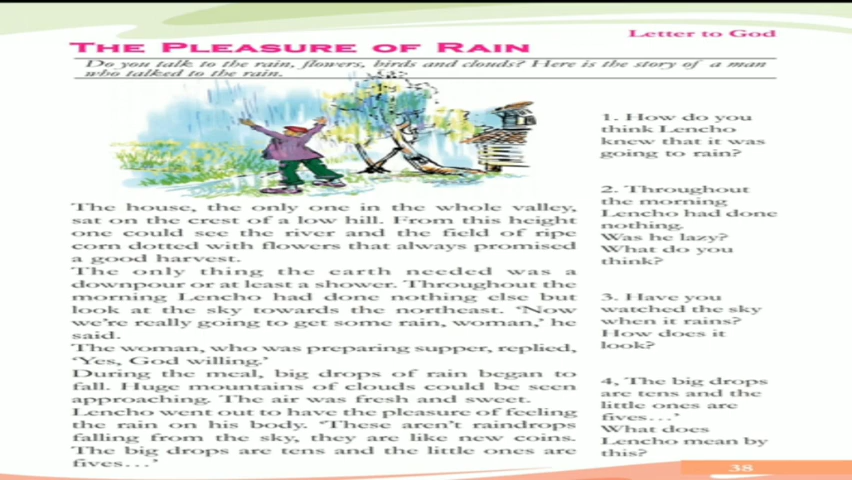 Letter to God
THE PLEASURE OF RAIN
Do you talk to the rain, flowers, birds and clouds? Here is the story of a man
who talked to the rain.
The house, the only one in the whole valley,
sat on the crest of a low hill. From this height
one could see the river and the field of ripe
corn dotted with flowers that always promised
a good harvest.
The only thing the earth needed was a
downpour or at least a shower. Throughout the
morning Lencho had done nothing else but
look at the sky towards the northeast. ‘Now
we’re really going to get some rain, woman,’ he
said.
The woman, who was preparing supper, replied,
‘Yes, God willing.’
During the meal, big drops of rain began to
fall. Huge mountains of clouds could be seen
approaching. The air was fresh and sweet.
Lencho went out to have the pleasure of feeling
the rain on his body. ‘These aren’t raindrops
falling from the sky, they are like new coins.
The big drops are tens and the little ones are
fives...’
1. How do you
think Lencho
knew that it was
going to rain?
2. Throughout
the morning
Lencho had done
nothing.
Was he lazy?
What do you
think?
3. Have you
watched the sky
when it rains?
How does it
look?
4, The big drops
are tens and the
little ones are
fives...’
What does
Lencho mean by
this?
38